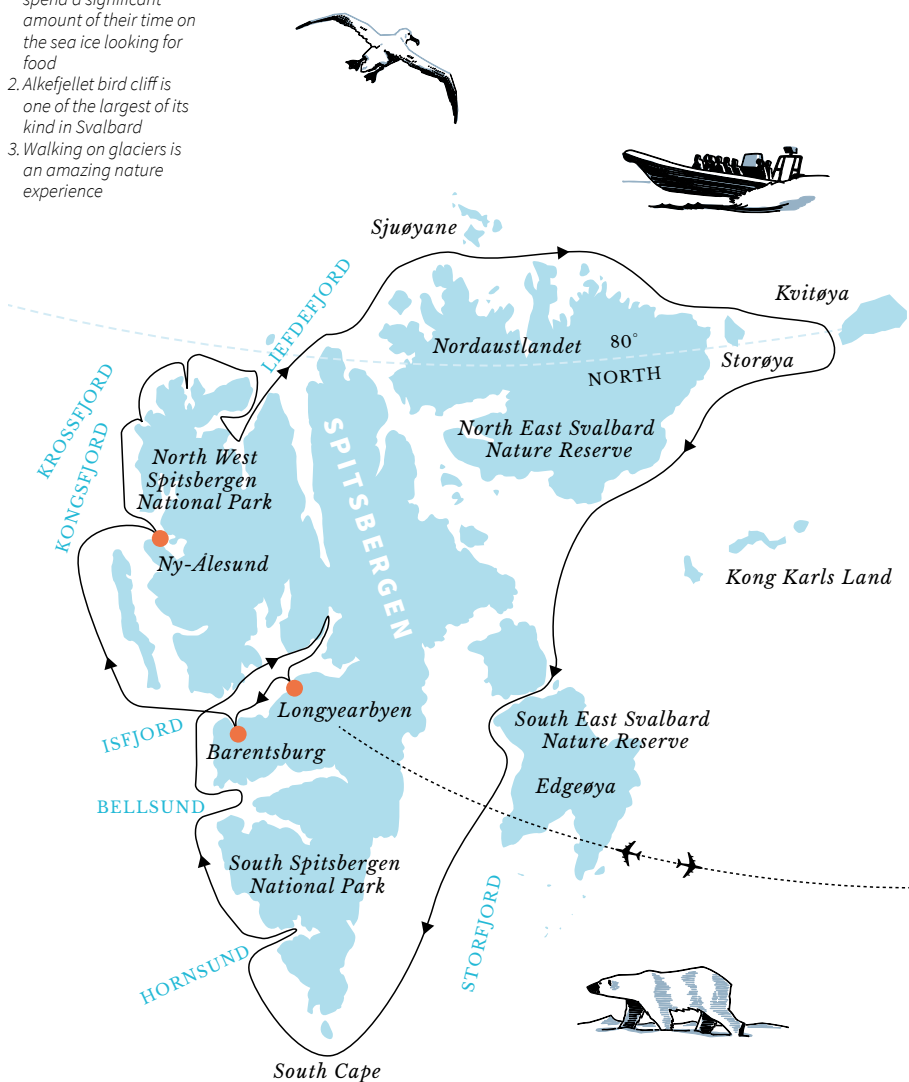 spend a significant
amount of their time on
the sea ice looking for
food
2. Alkefjellet bird cliff is
one of the largest of its
kind in Svalbard
3. Walking on glaciers is
an amazing nature
experience
Sjuøyane
LIEFDEFJORD
Kvitøya
Nordaustlandet
80°
NORTH
Storøya
KROSSFJORD
KONGSFJORD
SPITSBERGEN
North East Svalbard
Nature Reserve
North West
Spitsbergen
National Park
Ny-Ålesund
Kong Karls Land
Longyearbyen
ISFJORD
Barentsburg
South East Svalbard
Nature Reserve
Edgeøya
BELLSUND
South Spitsbergen
National Park
STORFJORD
HORNSUND
South Cape